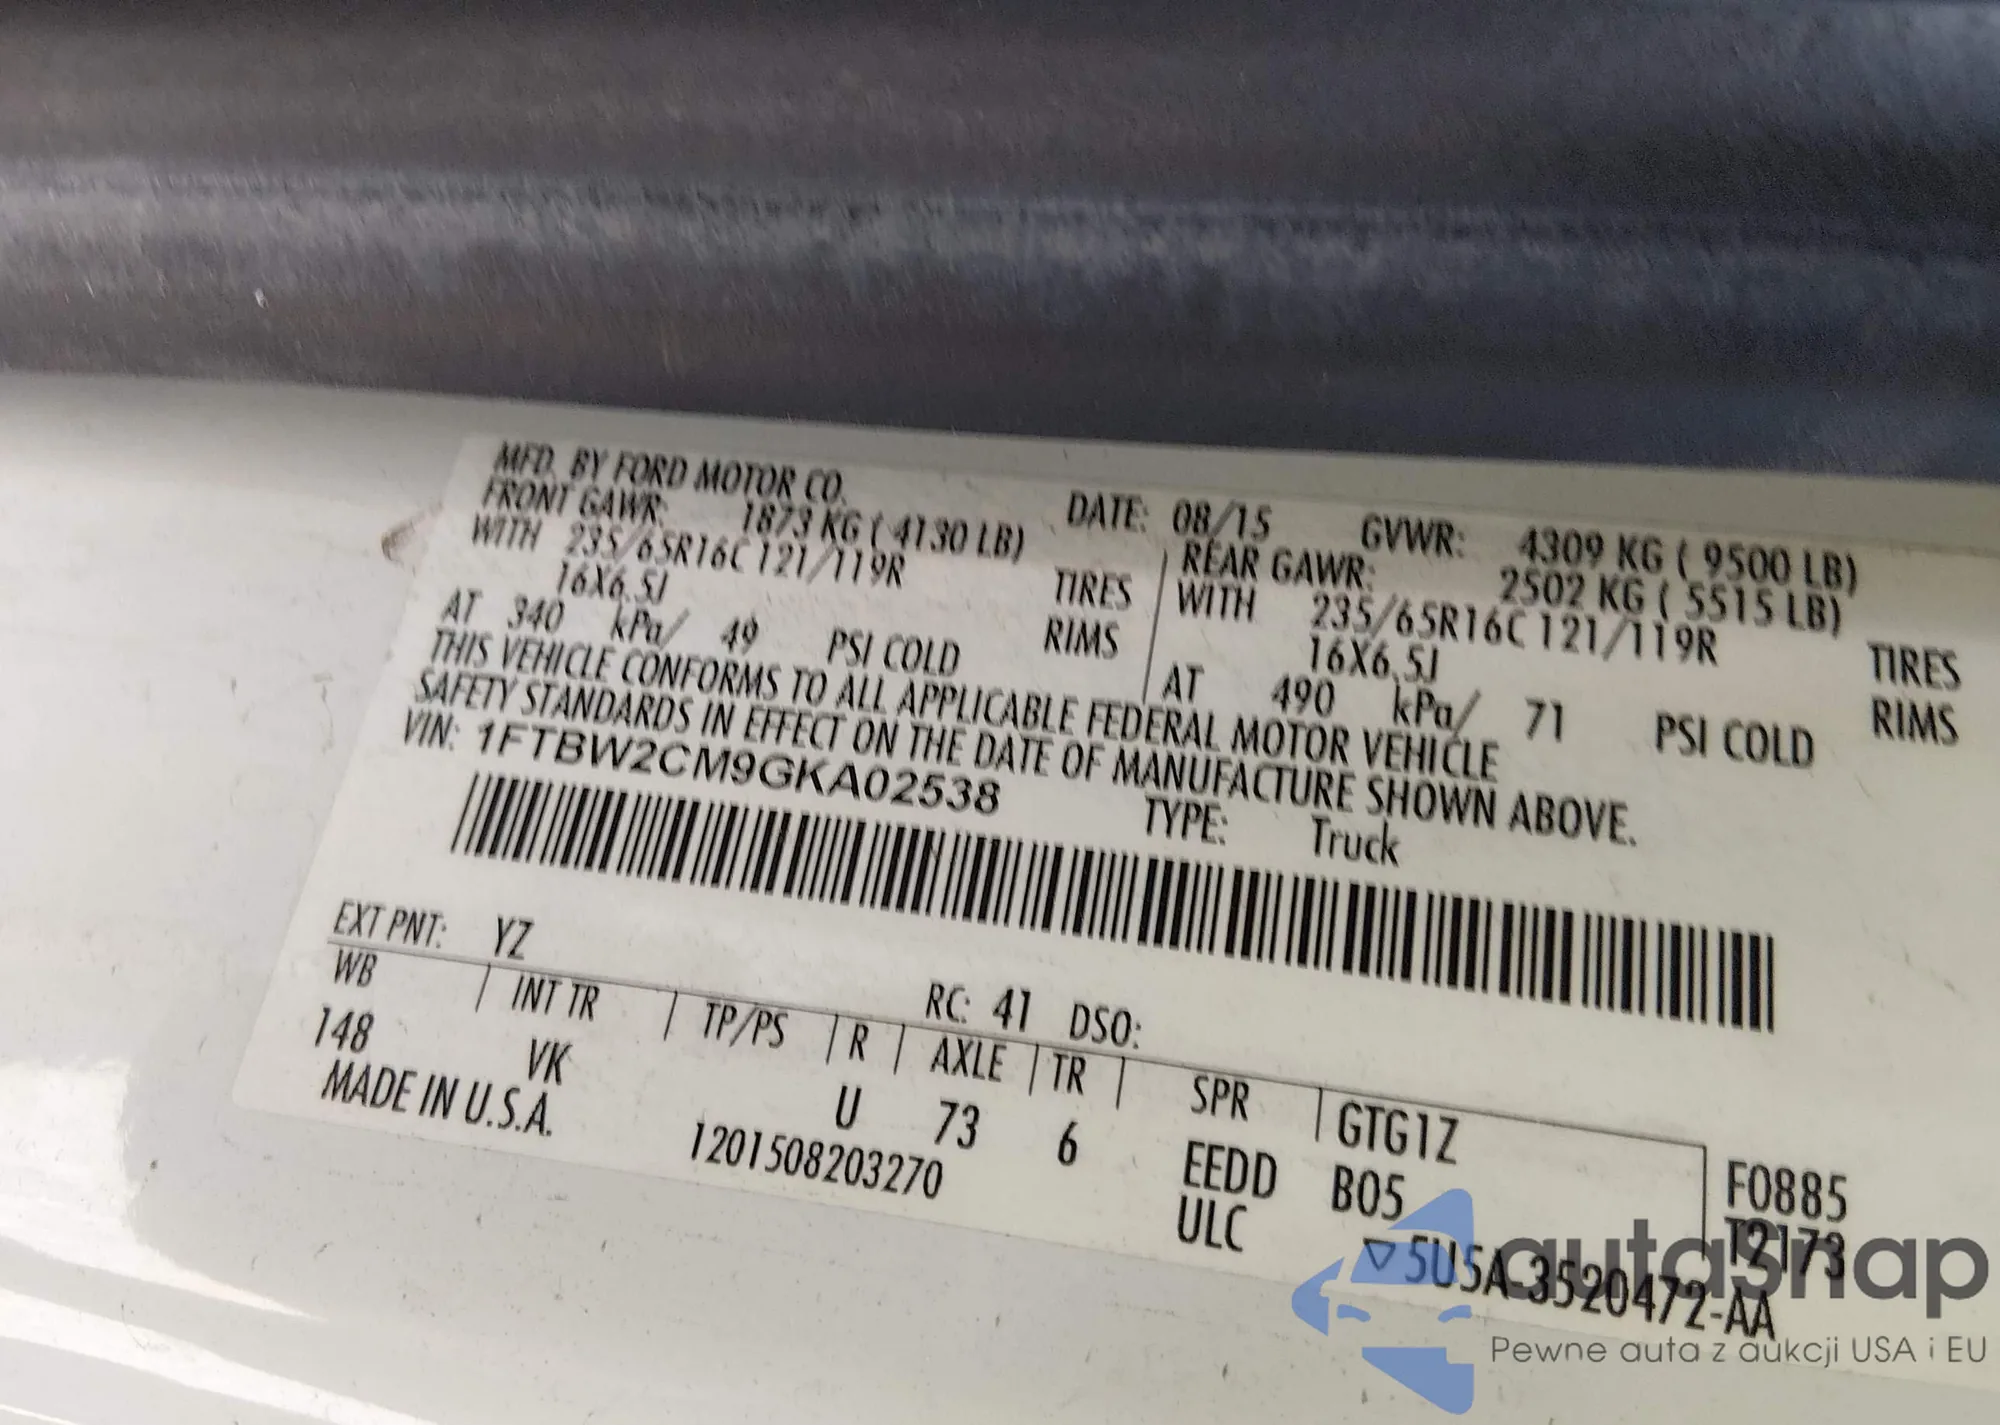 MFD. BY FORD MOTOR CO.
DATE: 08/15 GVWR: 4309 KG ( 9500 LB)
FRONT GAWR: 1873 KG ( 4130 LB)
WITH 235/65R16C 121/119R TIRES
16X6.5J RIMS
AT 340 kPa/ 49 PSI COLD
REAR GAWR: 2502 KG ( 5515 LB)
WITH 235/65R16C 121/119R TIRES
16X6.5J RIMS
AT 490 kPa/ 71 PSI COLD
THIS VEHICLE CONFORMS TO ALL APPLICABLE FEDERAL MOTOR VEHICLE
SAFETY STANDARDS IN EFFECT ON THE DATE OF MANUFACTURE SHOWN ABOVE.
VIN: 1FTBW2CM9GKA02538
TYPE: Truck
EXT PNT: YZ RC: 41 DSO:
WB INT TR TP/PS R AXLE TR SPR GTG1Z F0885
148 VK U 73 6 EEDD B05 T2173
MADE IN U.S.A. 1201508203270 ULC ▽5U5A-3520472-AA
autaSnap
Pewne auta z aukcji USA i EU